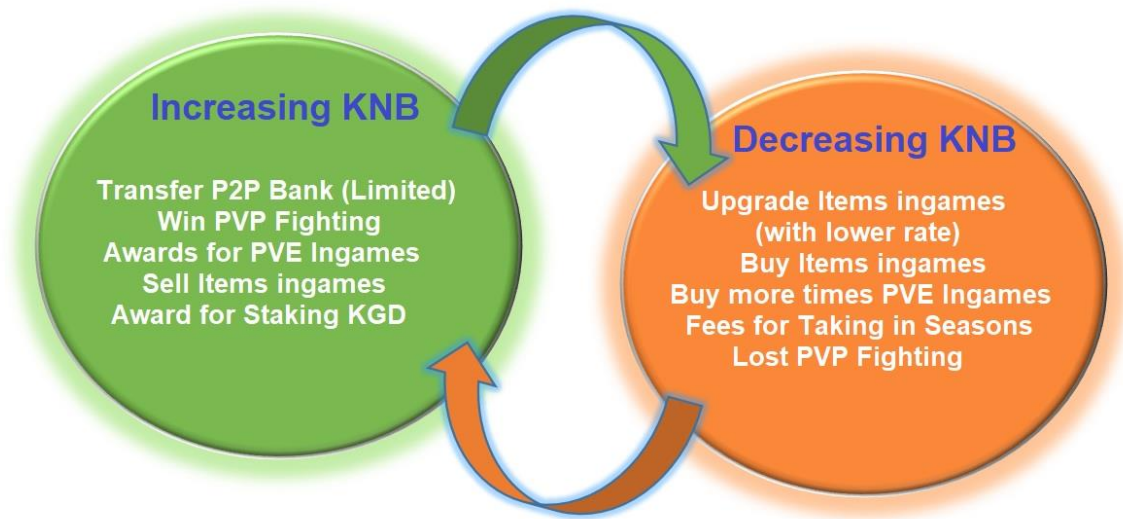 Increasing KNB
Transfer P2P Bank (Limited)
Win PVP Fighting
Awards for PVE Ingames
Sell Items ingames
Award for Staking KGD
Decreasing KNB
Upgrade Items ingames
(with lower rate)
Buy Items ingames
Buy more times PVE Ingames
Fees for Taking in Seasons
Lost PVP Fighting